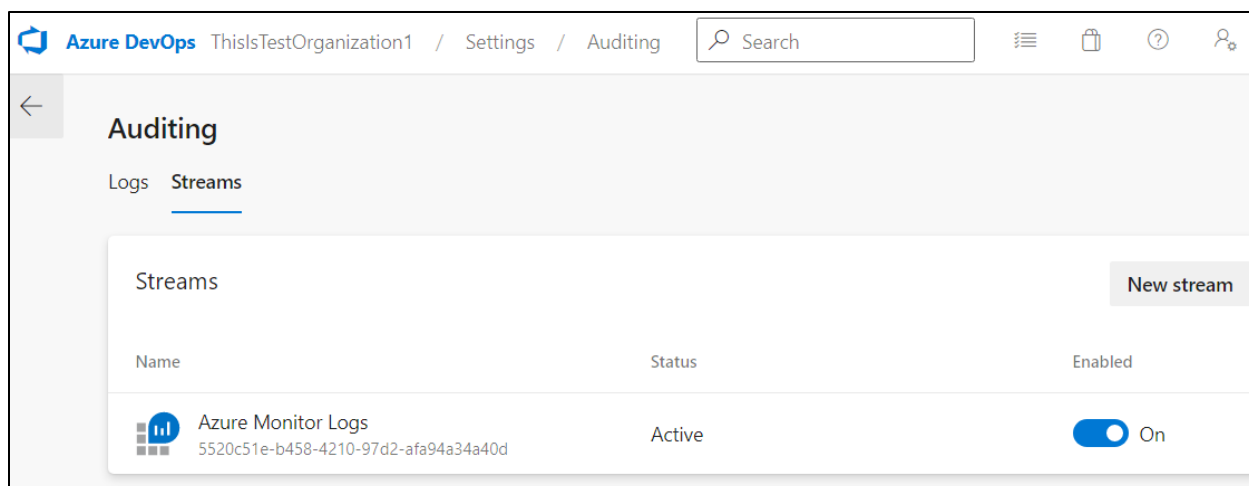 Azure DevOps ThisIsTestOrganization1 / Settings / Auditing Search
Auditing
Logs Streams
Streams New stream
Name Status Enabled
Azure Monitor Logs
5520c51e-b458-4210-97d2-afa94a34a40d
Active On